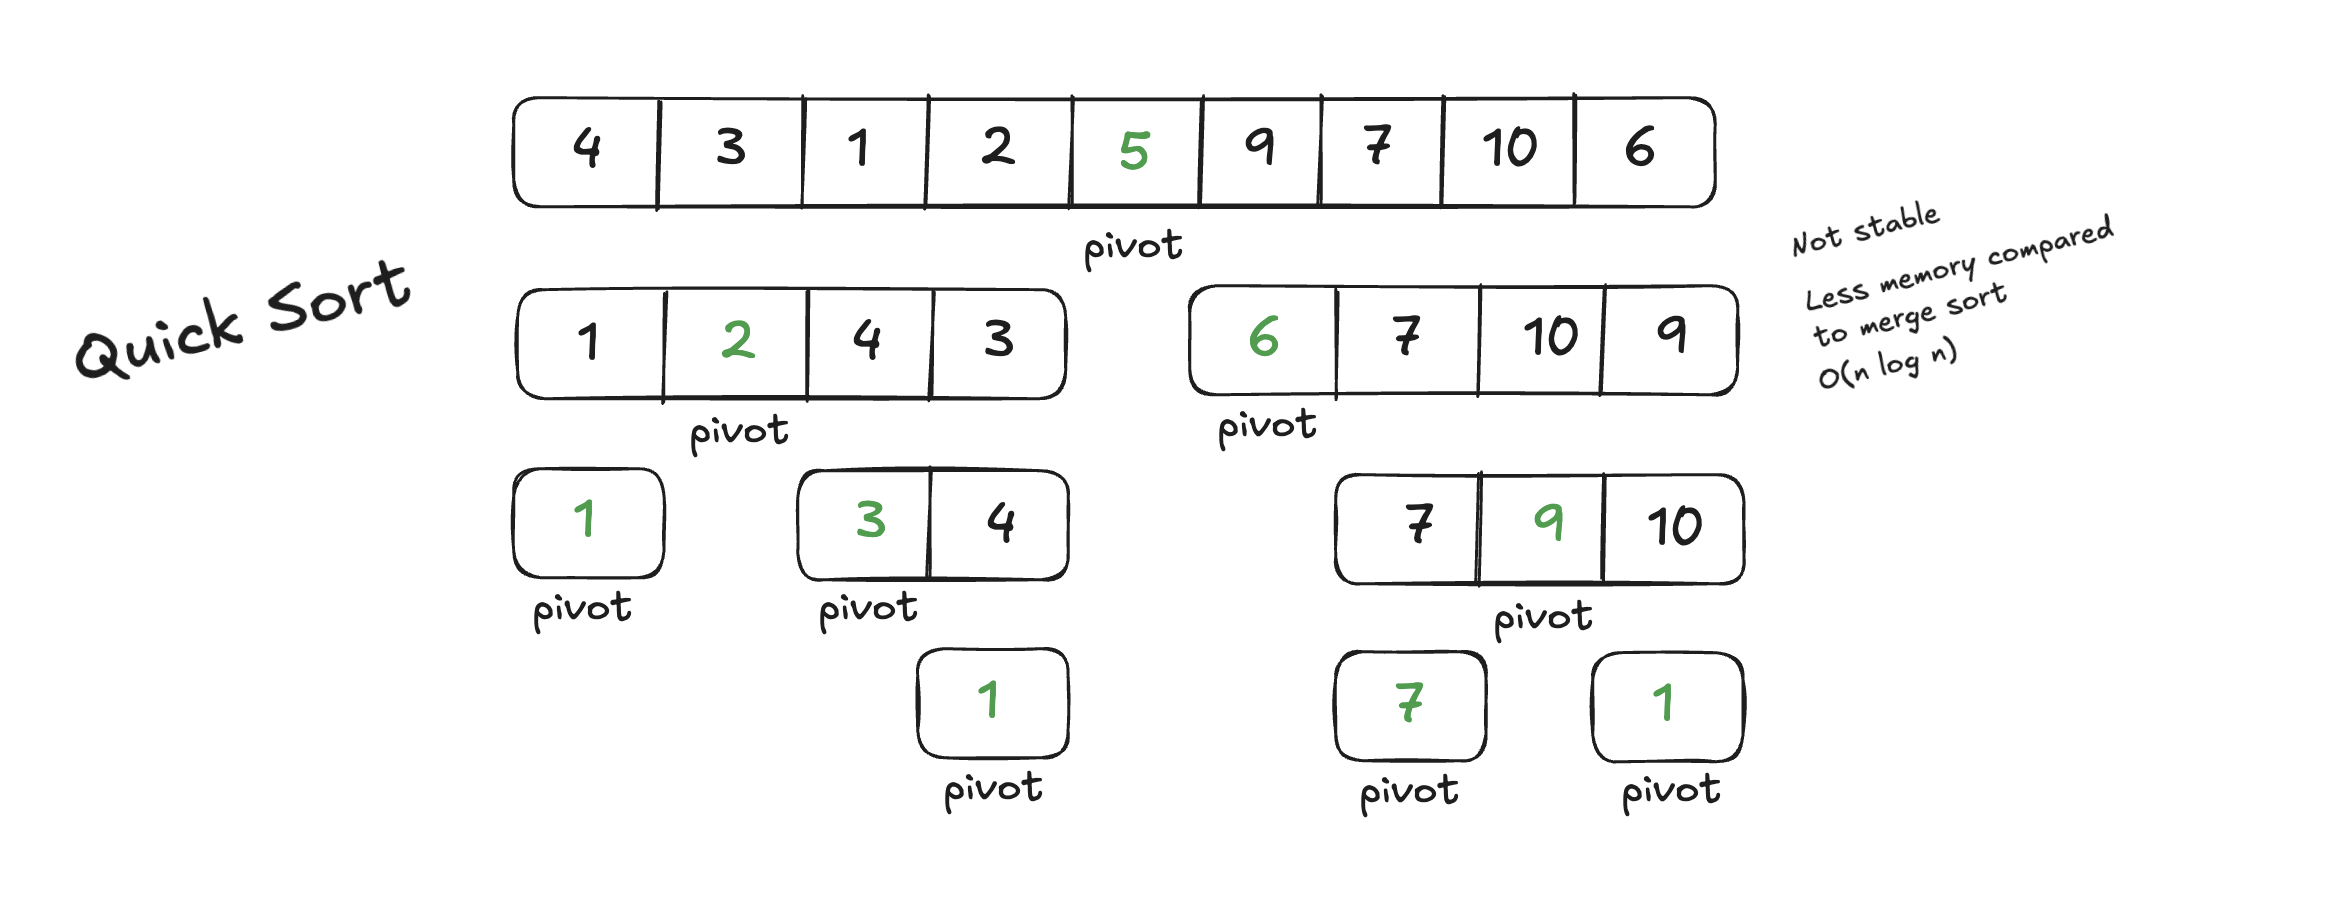 Quick Sort
4 3 1 2 5 9 7 10 6
pivot
1 2 4 3
pivot
6 7 10 9
pivot
1
pivot
3 4
pivot
7 9 10
pivot
1
pivot
7
pivot
1
pivot
Not stable
Less memory compared
to merge sort
O(n log n)